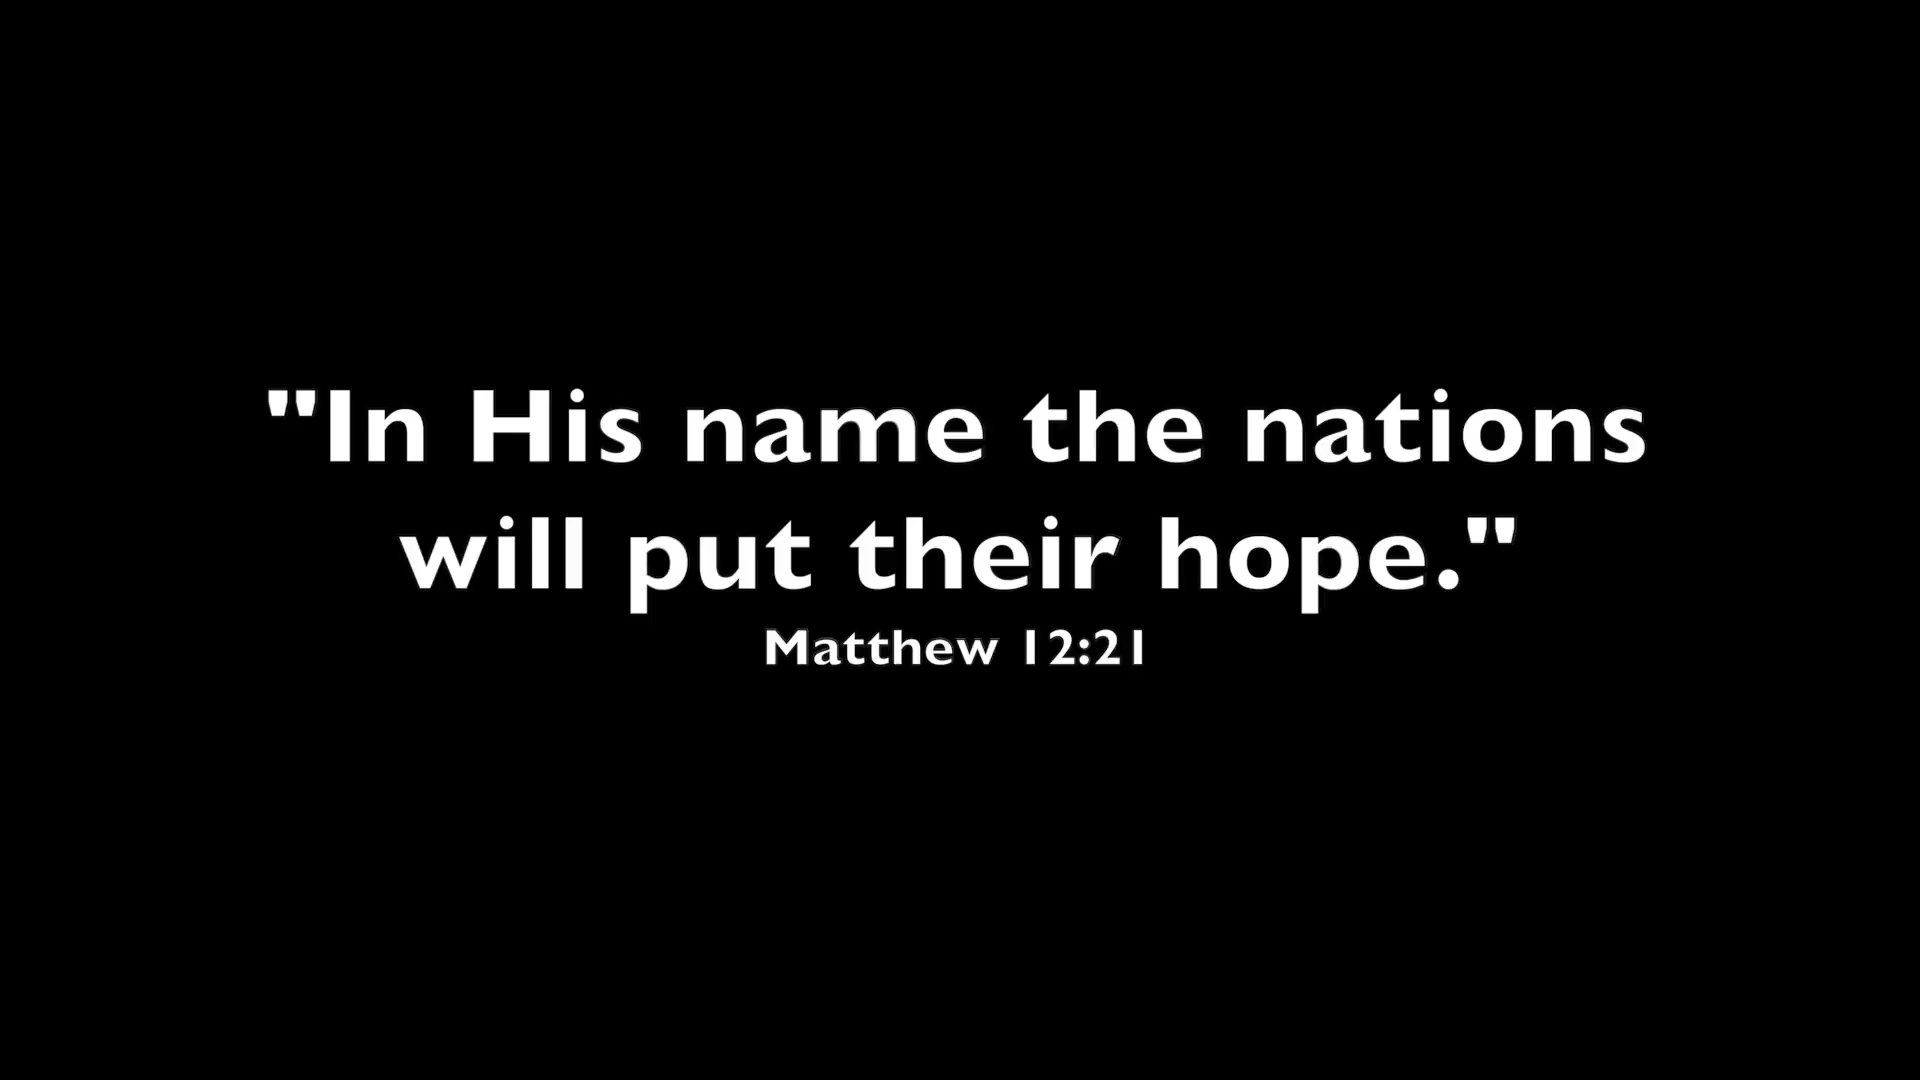 "In His name the nations
will put their hope."
Matthew 12:21